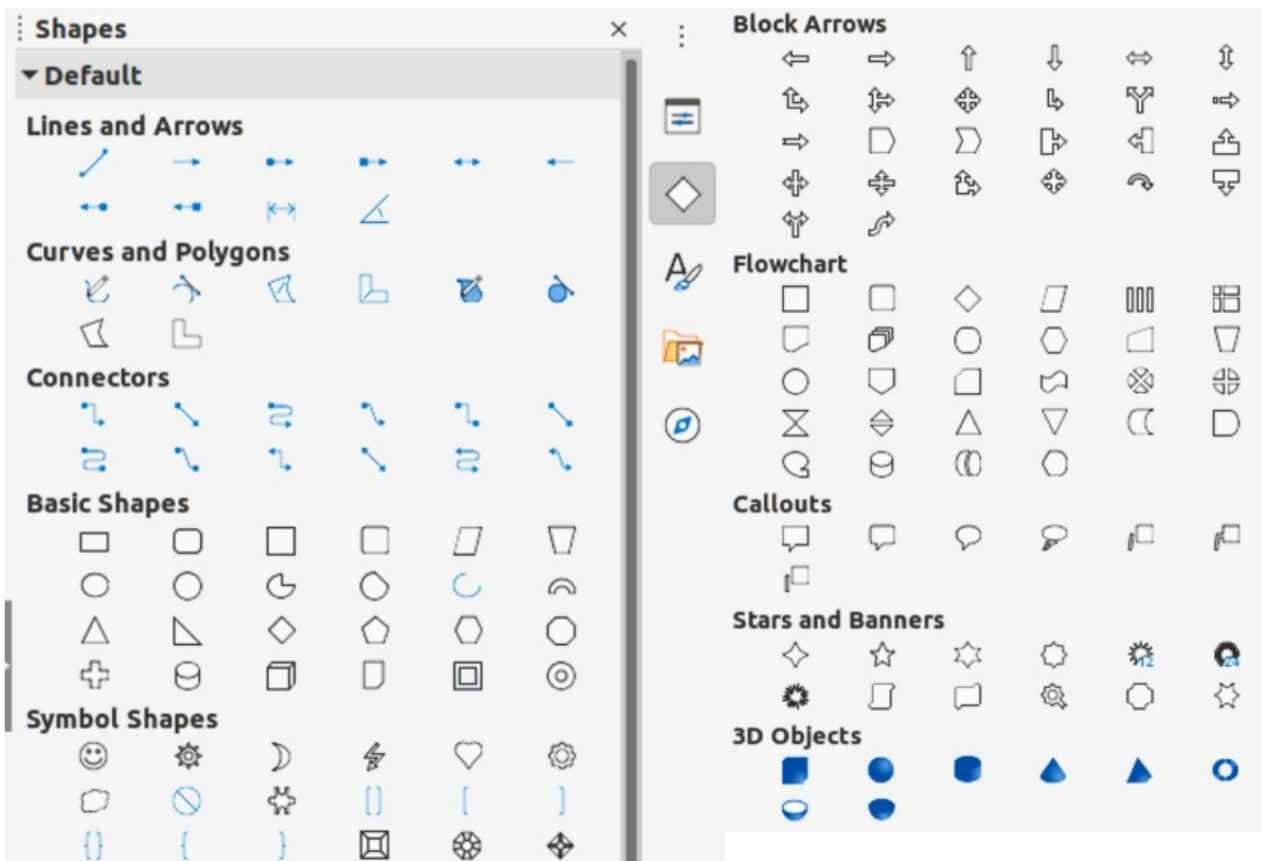 Shapes
Default
Lines and Arrows
Curves and Polygons
Connectors
Basic Shapes
Symbol Shapes
Block Arrows
Flowchart
Callouts
Stars and Banners
12
24
3D Objects